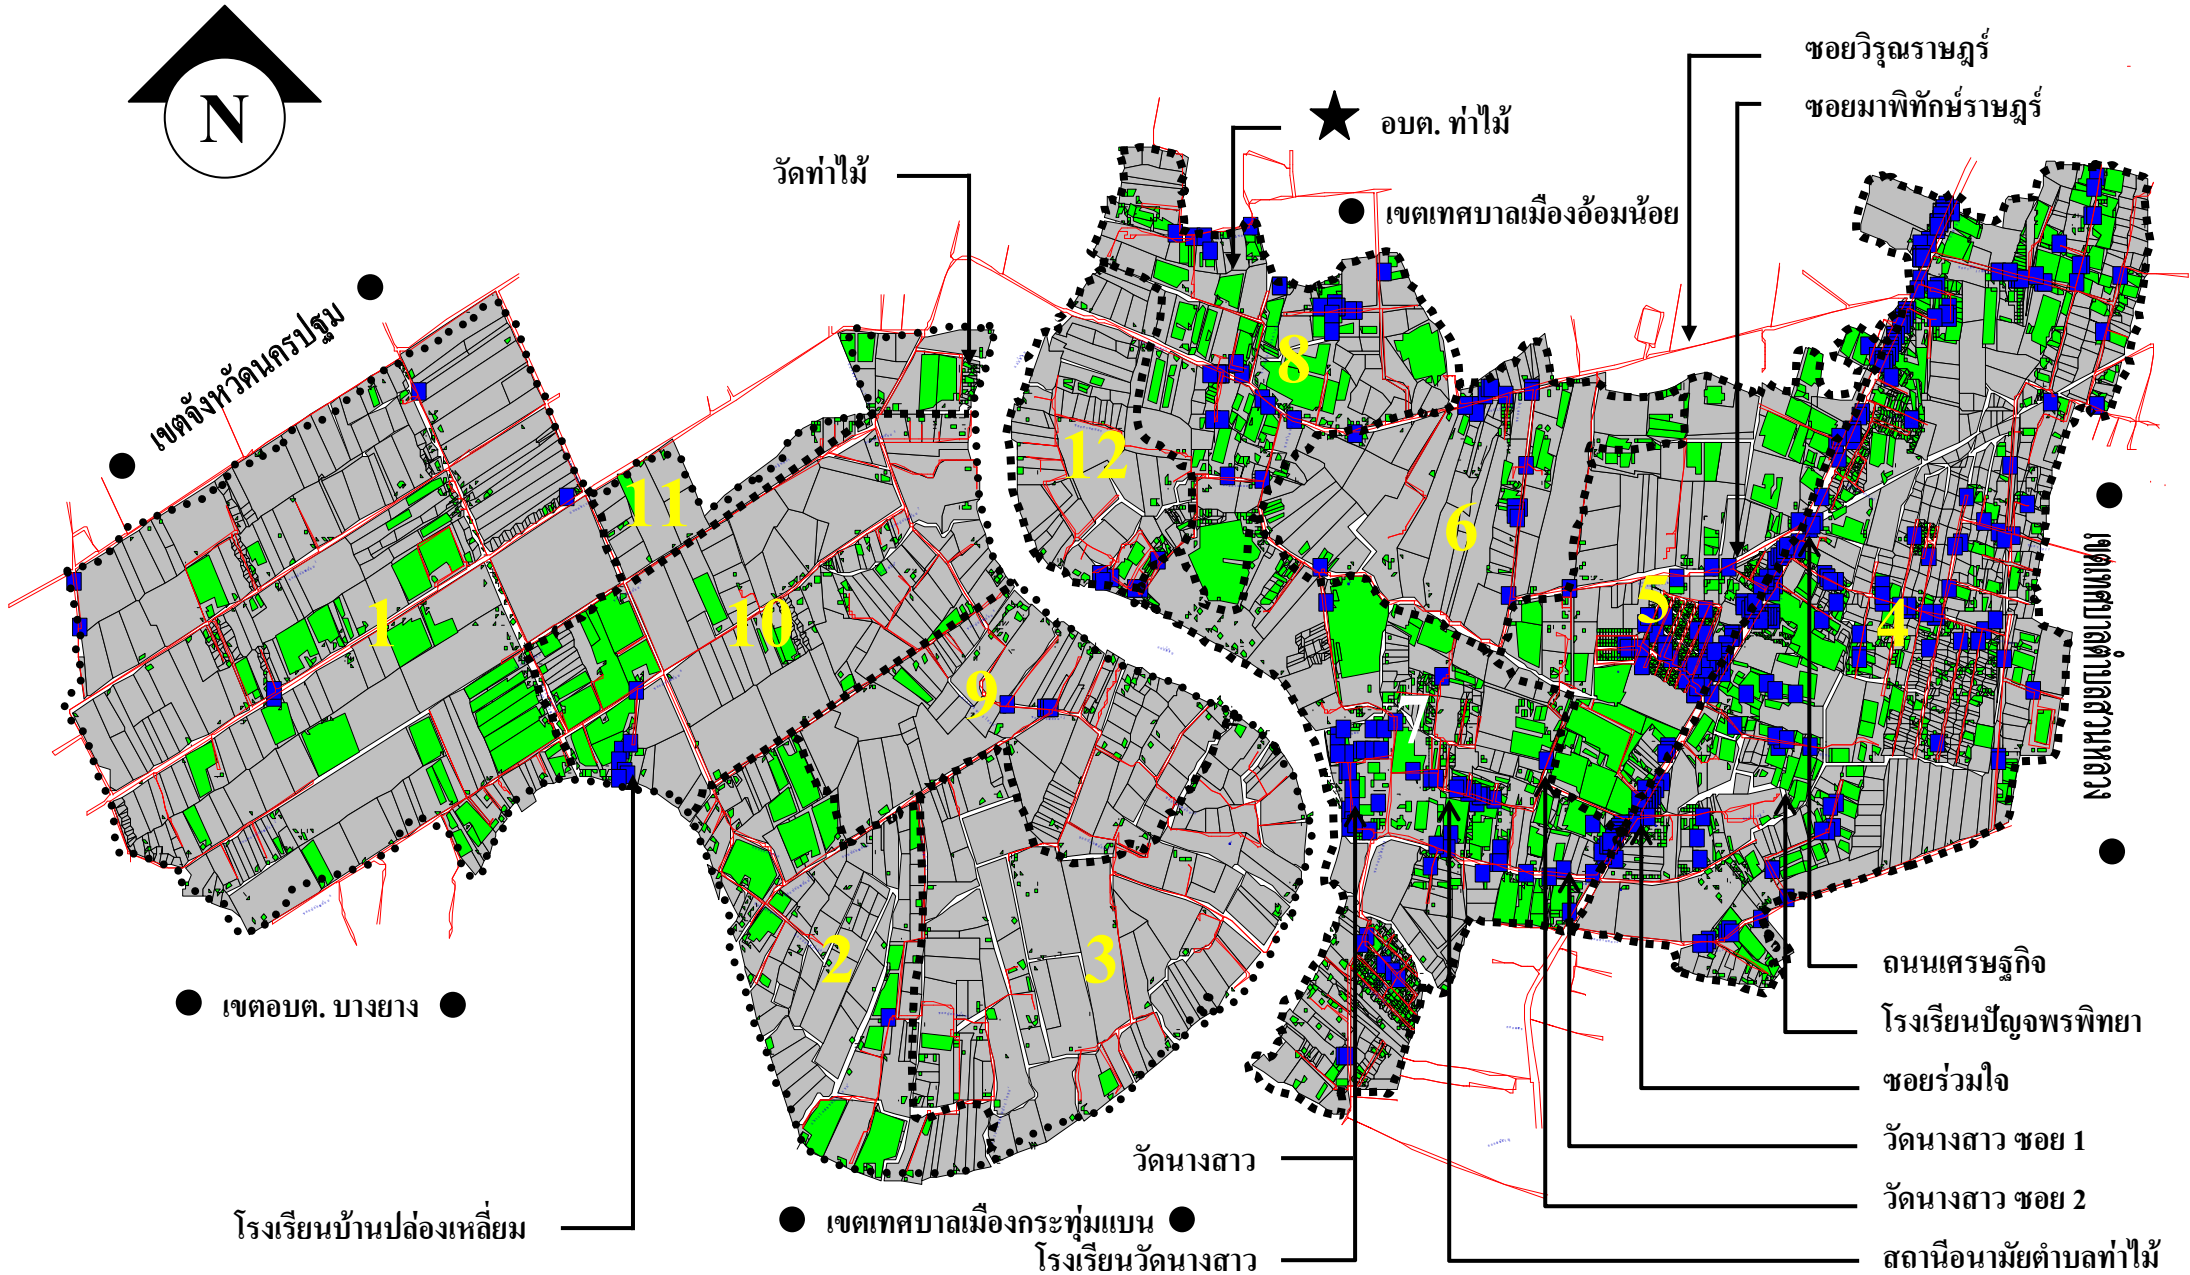 N
ซอยวิรุณราษฎร์
ซอยมาพิทักษ์ราษฎร์
อบต. ท่าไม้
วัดท่าไม้
เขตเทศบาลเมืองอ้อมน้อย
เขตจังหวัดนครปฐม
8
12
11
6
1
10
5
4
9
7
2
3
เขตเทศบาลตำบลสวนหลวง
ถนนเศรษฐกิจ
เขตอบต. บางยาง
โรงเรียนปัญจพรพิทยา
ซอยร่วมใจ
วัดนางสาว ซอย 1
วัดนางสาว
วัดนางสาว ซอย 2
โรงเรียนบ้านปล่องเหลี่ยม
เขตเทศบาลเมืองกระทุ่มแบน
โรงเรียนวัดนางสาว
สถานีอนามัยตำบลท่าไม้